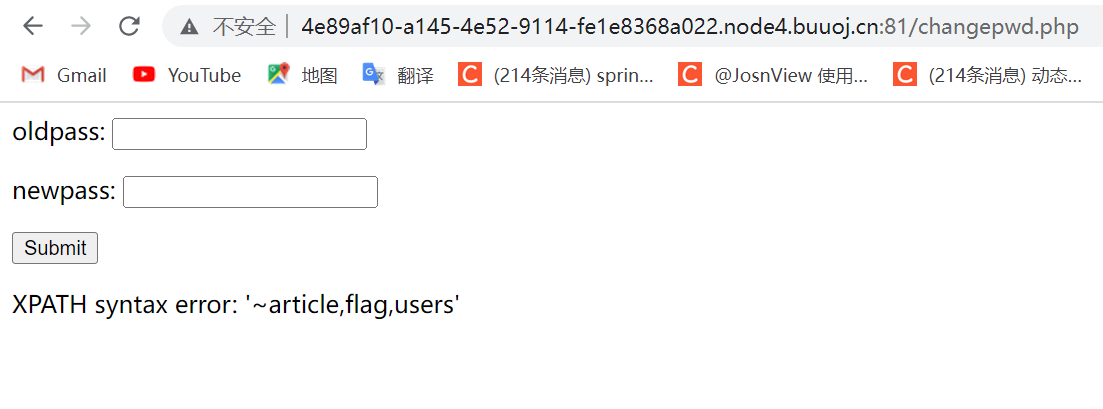 不安全 | 4e89af10-a145-4e52-9114-fe1e8368a022.node4.buuoj.cn:81/changepwd.php
Gmail YouTube 地图 翻译 C (214条消息) sprin... C @JosnView 使用... C (214条消息) 动态...
oldpass:
newpass:
Submit
XPATH syntax error: '~article,flag,users'